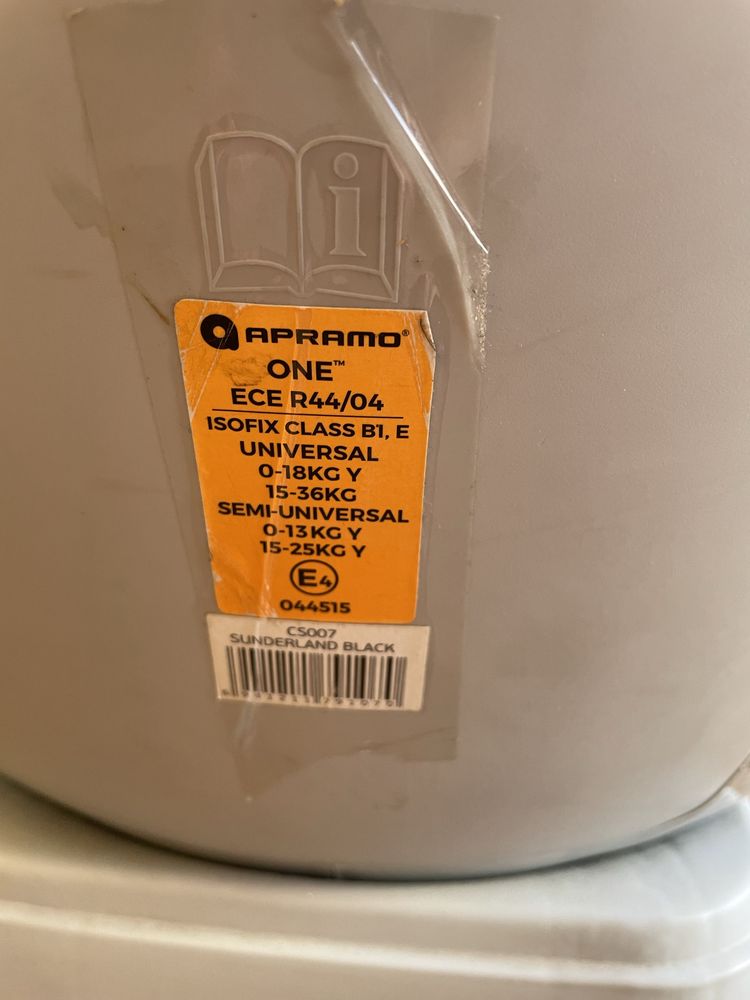 APRAMO®
ONE™
ECE R44/04
ISOFIX CLASS B1, E
UNIVERSAL
0-18KG Y
15-36KG
SEMI-UNIVERSAL
0-13KG Y
15-25KG Y
E4
044515
CS007
SUNDERLAND BLACK